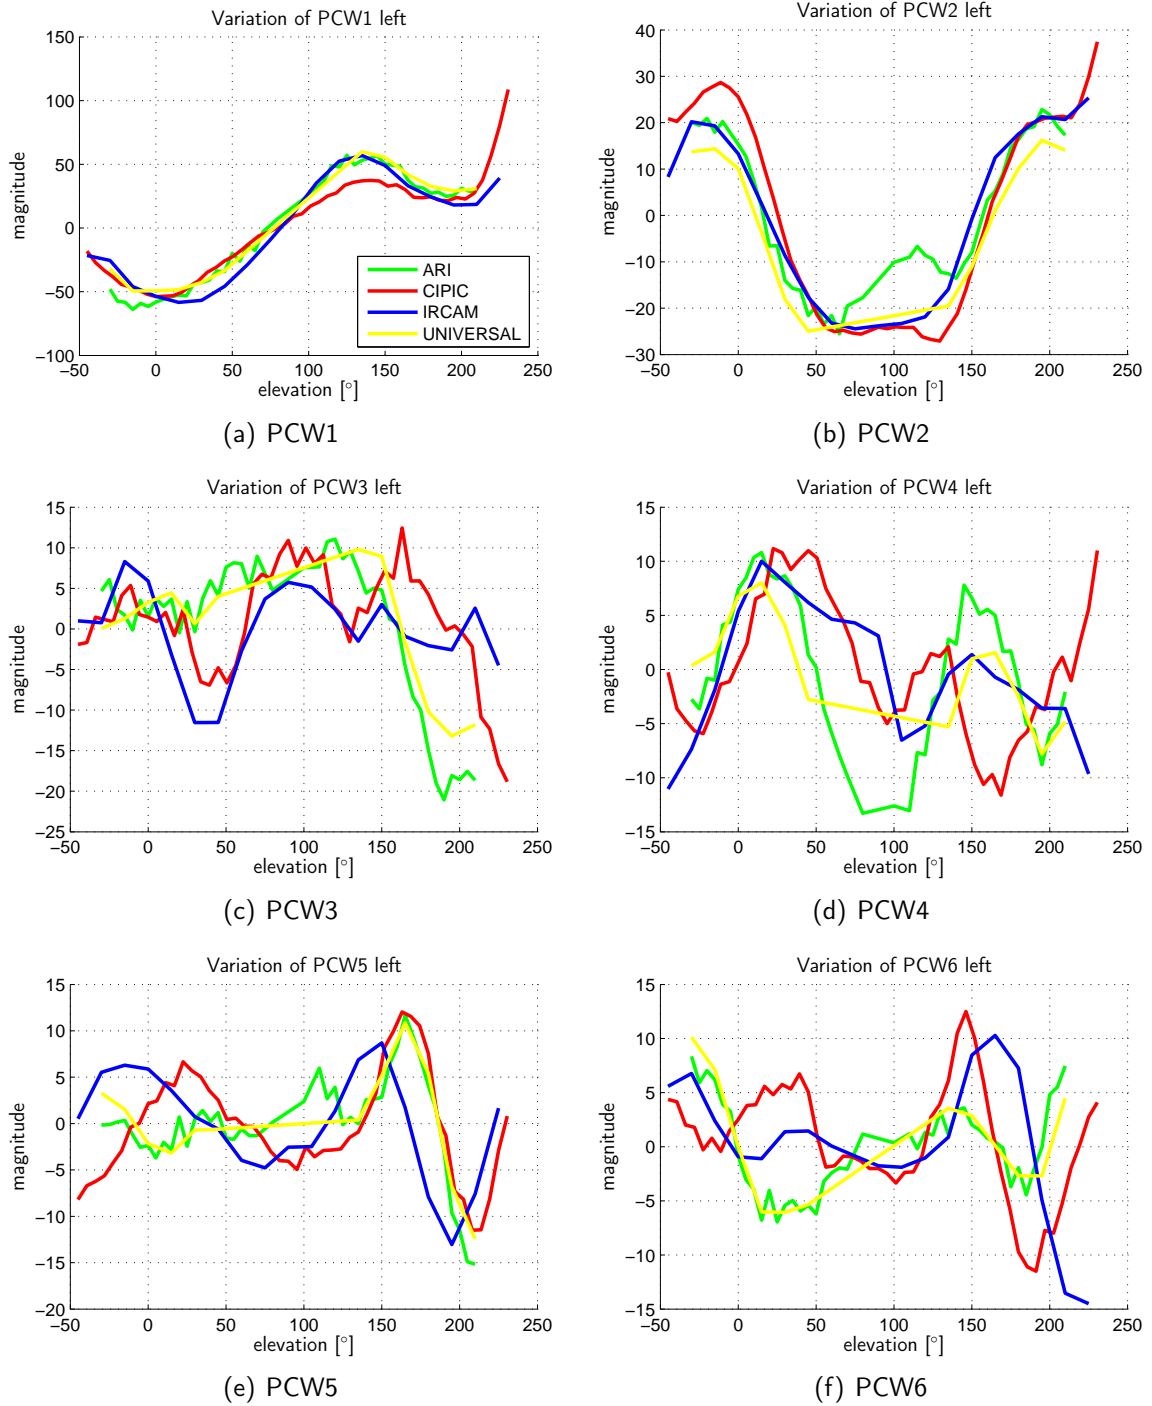 Variation of PCW1 left
150
100
50
0
−50
−100
magnitude
−50 0 50 100 150 200 250
elevation [°]
ARI
CIPIC
IRCAM
UNIVERSAL
(a) PCW1
Variation of PCW2 left
40
30
20
10
0
−10
−20
−30
magnitude
−50 0 50 100 150 200 250
elevation [°]
(b) PCW2
Variation of PCW3 left
15
10
5
0
−5
−10
−15
−20
−25
magnitude
−50 0 50 100 150 200 250
elevation [°]
(c) PCW3
Variation of PCW4 left
15
10
5
0
−5
−10
−15
magnitude
−50 0 50 100 150 200 250
elevation [°]
(d) PCW4
Variation of PCW5 left
15
10
5
0
−5
−10
−15
−20
magnitude
−50 0 50 100 150 200 250
elevation [°]
(e) PCW5
Variation of PCW6 left
15
10
5
0
−5
−10
−15
magnitude
−50 0 50 100 150 200 250
elevation [°]
(f) PCW6